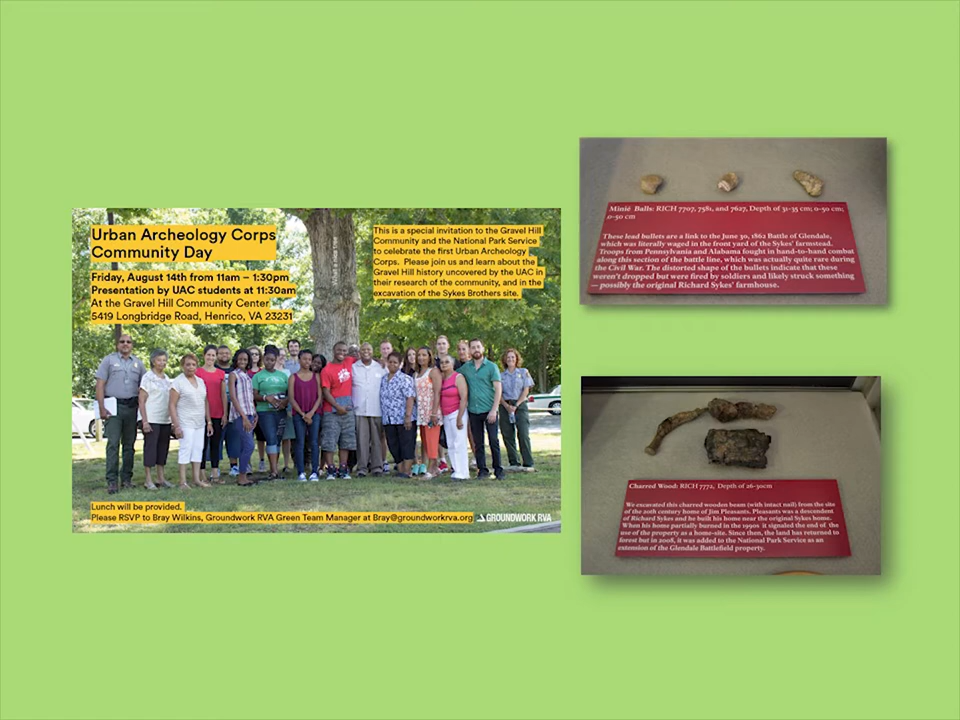 Urban Archeology Corps
Community Day
Friday, August 14th from 11am – 1:30pm
Presentation by UAC students at 11:30am
At the Gravel Hill Community Center
5419 Longbridge Road, Henrico, VA 23231
This is a special invitation to the Gravel Hill
Community and the National Park Service
to celebrate the first Urban Archeology
Corps. Please join us and learn about the
Gravel Hill history uncovered by the UAC in
their research of the community, and in the
excavation of the Sykes Brothers site.
Lunch will be provided.
Please RSVP to Bray Wilkins, Groundwork RVA Green Team Manager at Bray@groundworkrva.org
GROUNDWORK RVA
Minié Balls: RICH 7707, 7581, and 7627, Depth of 31-35 cm; 0-50 cm;
0-50 cm
These lead bullets are a link to the June 30, 1862 Battle of Glendale,
which was literally waged in the front yard of the Sykes' farmstead.
Troops from Pennsylvania and Alabama fought in hand-to-hand combat
along this section of the battle line, which was actually quite rare during
the Civil War. The distorted shape of the bullets indicate that these
weren't dropped but were fired by soldiers and likely struck something
— possibly the original Richard Sykes' farmhouse.
Charred Wood: RICH 7772, Depth of 26-30cm
We excavated this charred wooden beam (with intact nail) from the site
of the 20th century home of Jim Pleasants. Pleasants was a descendent
of Richard Sykes and he built his home near the original Sykes home.
When his home partially burned in the 1990s it signaled the end of the
use of the property as a home-site. Since then, the land has returned to
forest but in 2008, it was added to the National Park Service as an
extension of the Glendale Battlefield property.